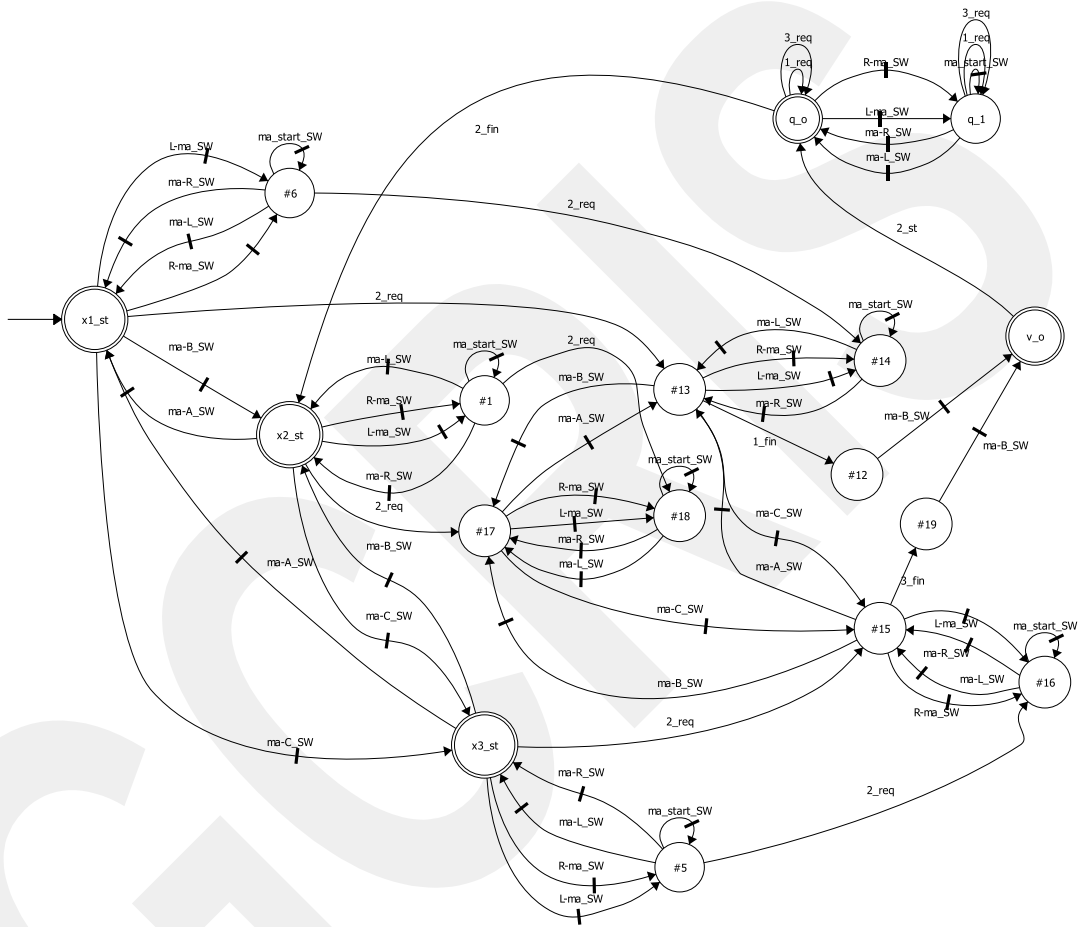 3_req
3_req
1_req
1_req
R-ma_SW
ma_start_SW
L-ma_SW
q_o
q_1
2_fin
ma-R_SW
ma_start_SW
L-ma_SW
ma-L_SW
ma-R_SW
#6
2_req
ma-L_SW
2_st
R-ma_SW
2_req
ma_start_SW
x1_st
ma-L_SW
v_o
2_req
ma_start_SW
ma-B_SW
R-ma_SW
ma-L_SW
#14
ma-B_SW
L-ma_SW
#13
R-ma_SW
#1
ma-R_SW
ma-A_SW
ma-A_SW
ma-B_SW
L-ma_SW
x2_st
1_fin
ma-B_SW
ma_start_SW
ma-R_SW
#12
R-ma_SW
2_req
L-ma_SW
#18
ma-C_SW
#19
#17
ma-R_SW
ma-B_SW
ma-A_SW
ma-L_SW
ma-A_SW
3_fin
ma-C_SW
ma-C_SW
L-ma_SW
#15
ma_start_SW
ma-R_SW
ma-B_SW
ma-L_SW
#16
R-ma_SW
2_req
ma-C_SW
x3_st
ma-R_SW
2_req
ma-L_SW
ma_start_SW
R-ma_SW
#5
L-ma_SW
GCRIS